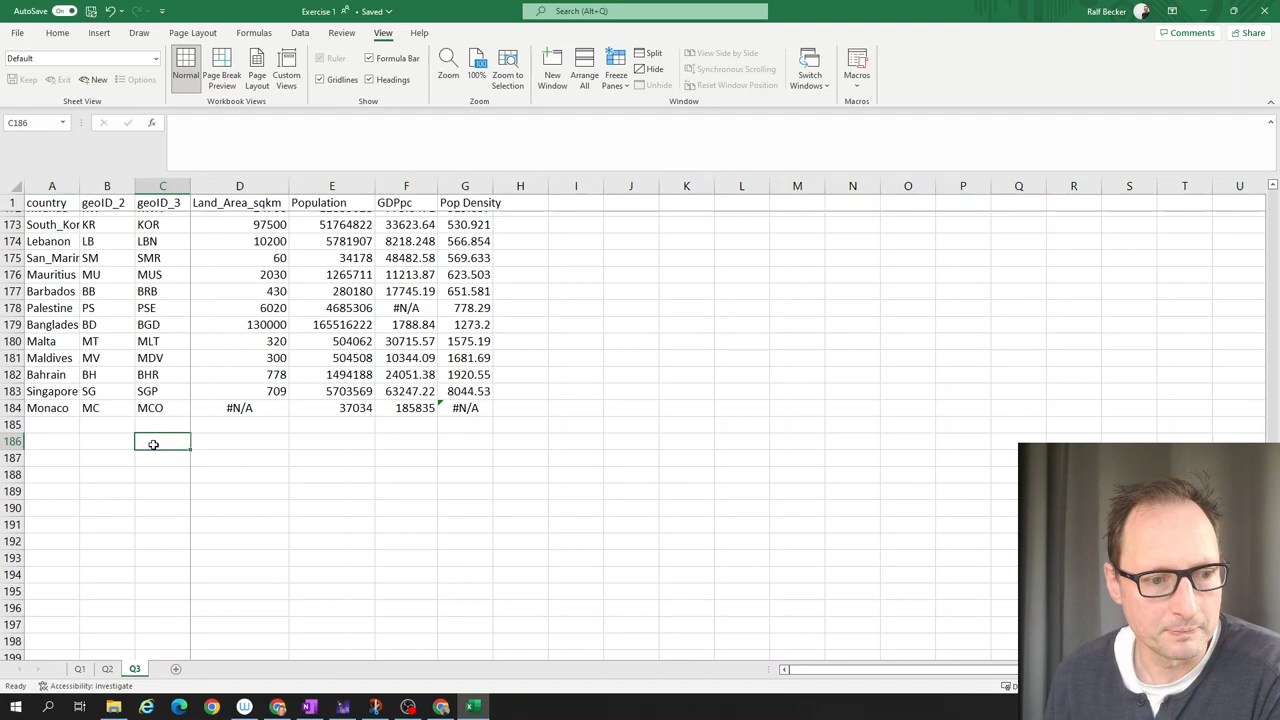 AutoSave On Exercise 1 • Saved Search (Alt+Q) Ralf Becker
File Home Insert Draw Page Layout Formulas Data Review View Help Comments Share
Default
Keep Exit New Options
Sheet View
Normal Page Break Preview Page Layout Custom Views
Workbook Views
Ruler Formula Bar
Gridlines Headings
Show
Zoom 100% Zoom to Selection
Zoom
New Window Arrange All Freeze Panes
Split
Hide
Unhide
View Side by Side
Synchronous Scrolling
Reset Window Position
Switch Windows
Window
Macros
Macros
C186
A B C D E F G H I J K L M N O P Q R S T U
1 country geoID_2 geoID_3 Land_Area_sqkm Population GDPpc Pop Density
173 South_Kor KR KOR 97500 51764822 33623.64 530.921
174 Lebanon LB LBN 10200 5781907 8218.248 566.854
175 San_Marin SM SMR 60 34178 48482.58 569.633
176 Mauritius MU MUS 2030 1265711 11213.87 623.503
177 Barbados BB BRB 430 280180 17745.19 651.581
178 Palestine PS PSE 6020 4685306 #N/A 778.29
179 Banglades BD BGD 130000 165516222 1788.84 1273.2
180 Malta MT MLT 320 504062 30715.57 1575.19
181 Maldives MV MDV 300 504508 10344.09 1681.69
182 Bahrain BH BHR 778 1494188 24051.38 1920.55
183 Singapore SG SGP 709 5703569 63247.22 8044.53
184 Monaco MC MCO #N/A 37034 185835 #N/A
185
186
187
188
189
190
191
192
193
194
195
196
197
198
199
Q1 Q2 Q3
Ready Accessibility: Investigate